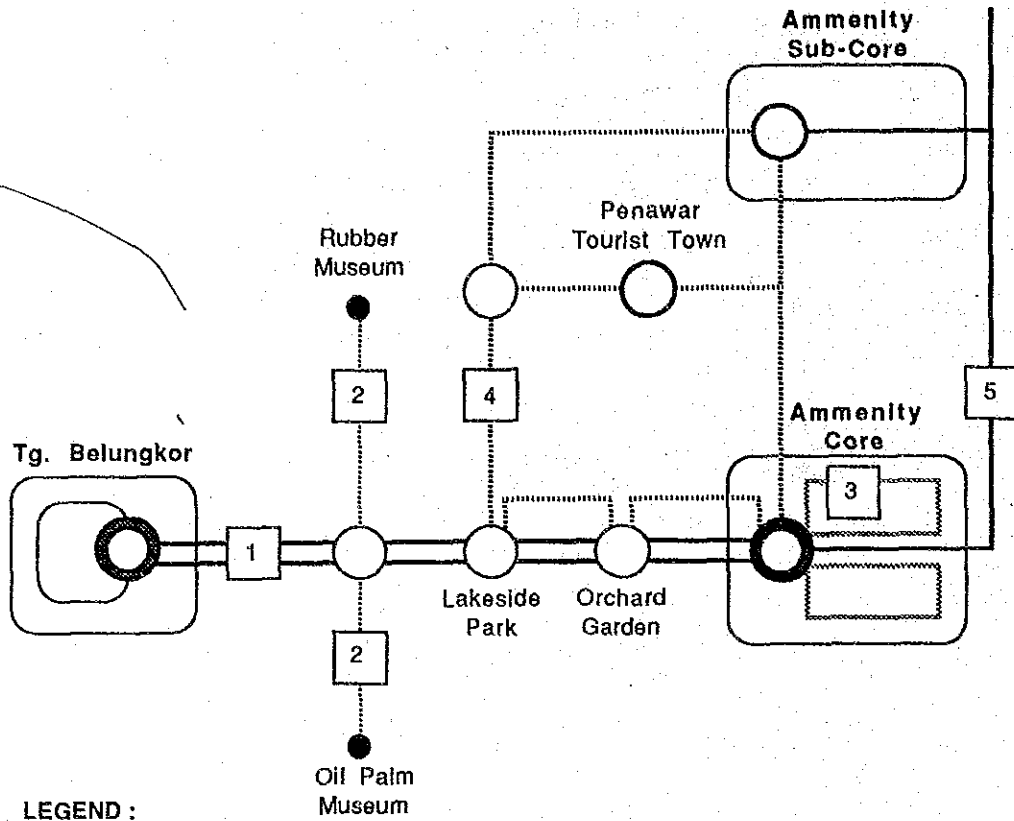 Ammenity
Sub-Core
Penawar
Tourist Town
Rubber
Museum
2
4
5
Ammenity
Core
Tg. Belungkor
3
1
Lakeside
Park
Orchard
Garden
2
Oil Palm
Museum
LEGEND :